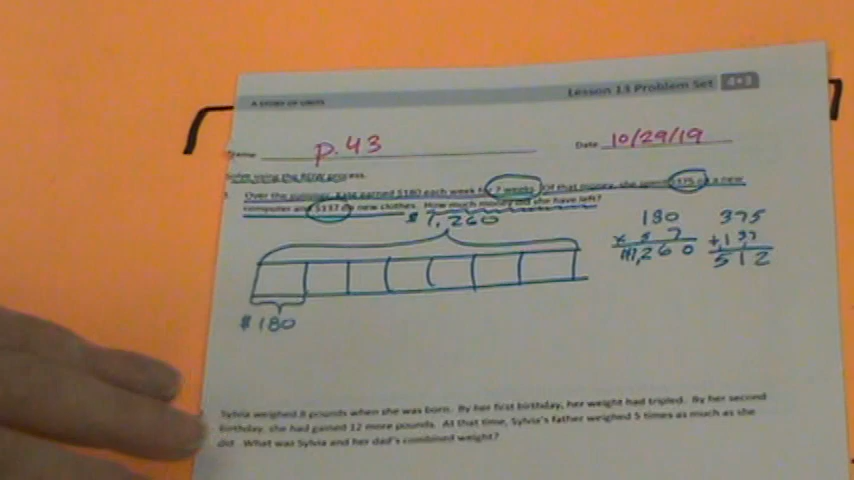 A STORY OF UNITS
Lesson 13 Problem Set 4•3
Name p.43 Date 10/29/19
Solve using the RDW process.
Over the summer, Kate earned $180 each week for 7 weeks. Of that money, she spent $375 on a new
computer and $137 on new clothes. How much money did she have left?
$1,260
180
x 7
1,260
375
+137
512
$180
Sylvia weighed 8 pounds when she was born. By her first birthday, her weight had tripled. By her second
birthday, she had gained 12 more pounds. At that time, Sylvia's father weighed 5 times as much as she
did. What was Sylvia and her dad's combined weight?